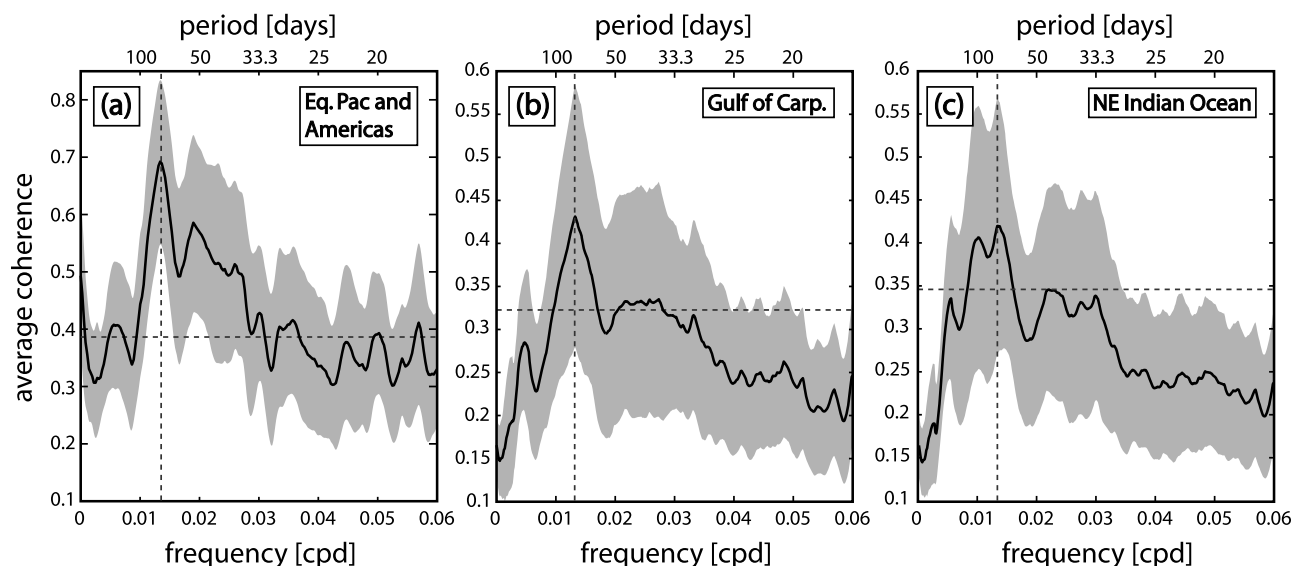 period [days]
100 50 33.3 25 20
(a)
Eq. Pac and
Americas
average coherence
0.8
0.7
0.6
0.5
0.4
0.3
0.2
0.1
0 0.01 0.02 0.03 0.04 0.05 0.06
frequency [cpd]
period [days]
100 50 33.3 25 20
(b)
Gulf of Carp.
0.6
0.55
0.5
0.45
0.4
0.35
0.3
0.25
0.2
0.15
0.1
0 0.01 0.02 0.03 0.04 0.05 0.06
frequency [cpd]
period [days]
100 50 33.3 25 20
(c)
NE Indian Ocean
0.6
0.55
0.5
0.45
0.4
0.35
0.3
0.25
0.2
0.15
0.1
0 0.01 0.02 0.03 0.04 0.05 0.06
frequency [cpd]